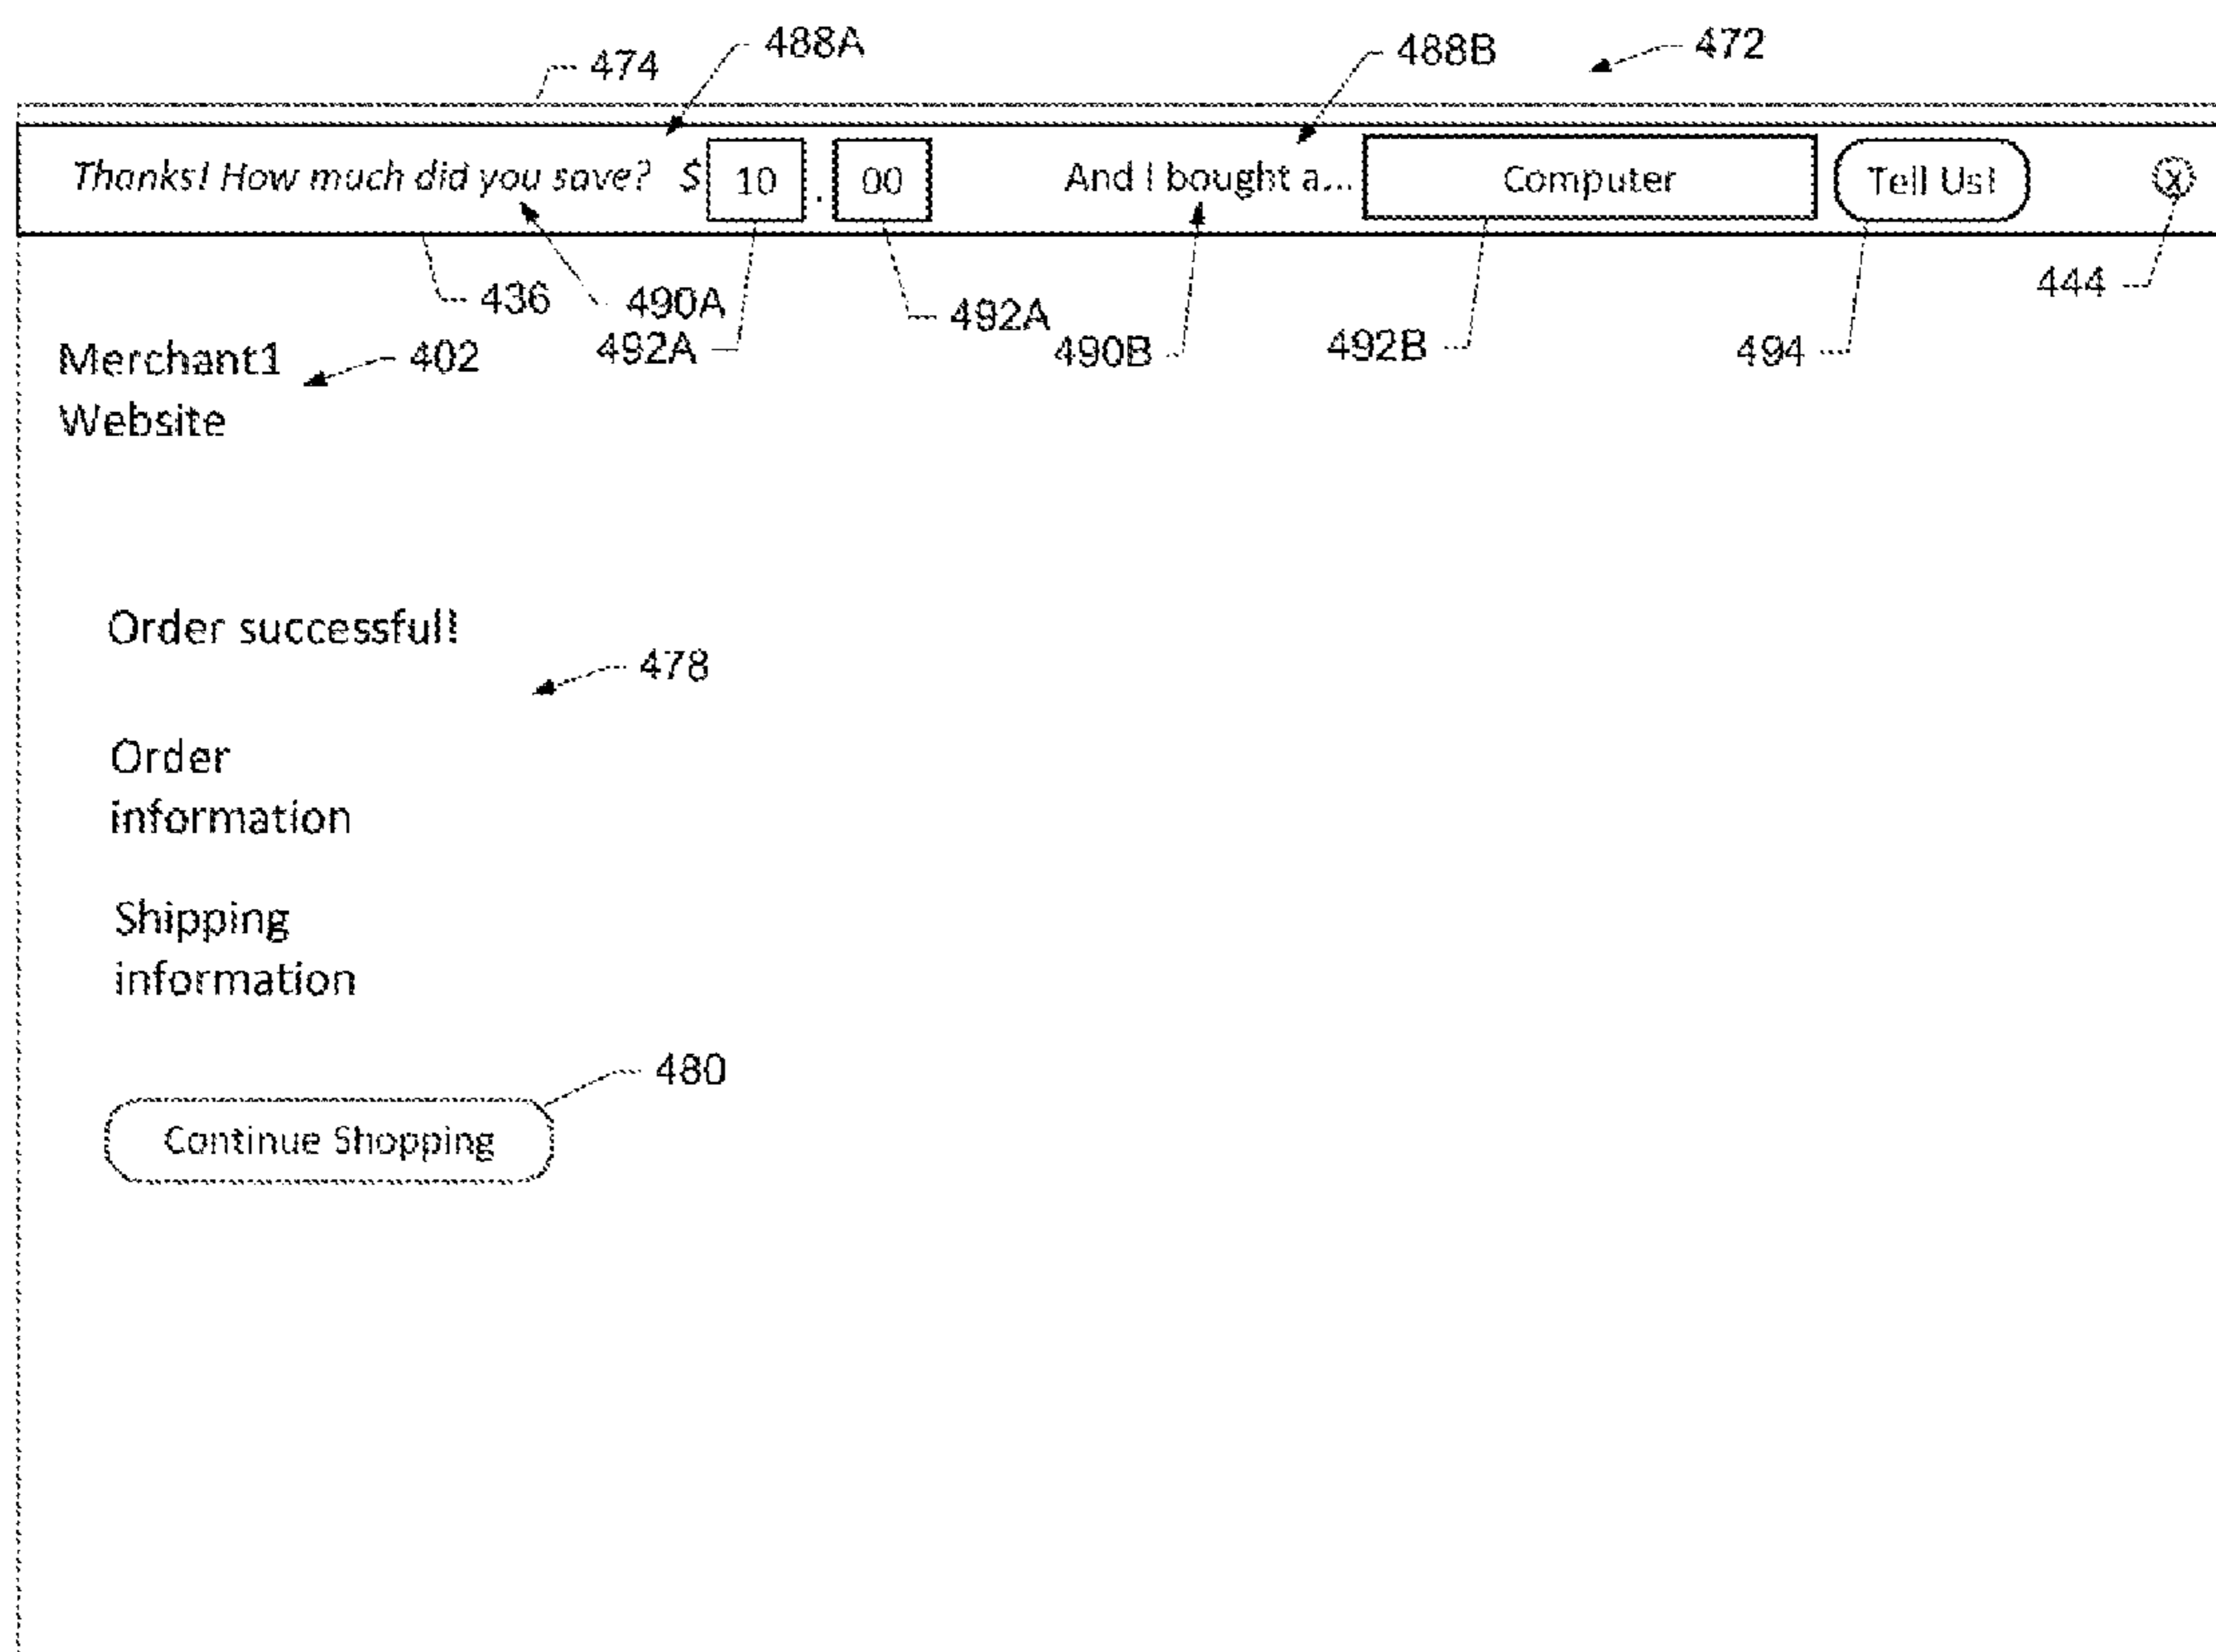 474 488A 488B 472
Thanks! How much did you save? $ 10 . 00 And I bought a... Computer Tell Us! X
436 490A 492A 444
Merchant1 402 492A 490B 492B 494
Website
Order successful!
478
Order
information
Shipping
information
480
Continue Shopping